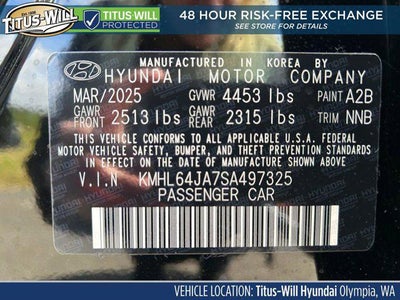 TITUS-WILL
TITUS-WILL
PROTECTED
48 HOUR RISK-FREE EXCHANGE
SEE STORE FOR DETAILS
MANUFACTURED IN KOREA
BY HYUNDAI MOTOR COMPANY
MAR/2025 GVWR 4453 lbs PAINT A2B
GAWR FRONT 2513 lbs GAWR REAR 2315 lbs TRIM NNB
THIS VEHICLE CONFORMS TO ALL APPLICABLE U.S.A. FEDERAL
MOTOR VEHICLE SAFETY, BUMPER, AND THEFT PREVENTION
STANDARDS IN EFFECT ON THE DATE OF MANUFACTURE SHOWN ABOVE.
V.I.N KMHL64JA7SA497325
PASSENGER CAR
VEHICLE LOCATION: Titus-Will Hyundai Olympia, WA